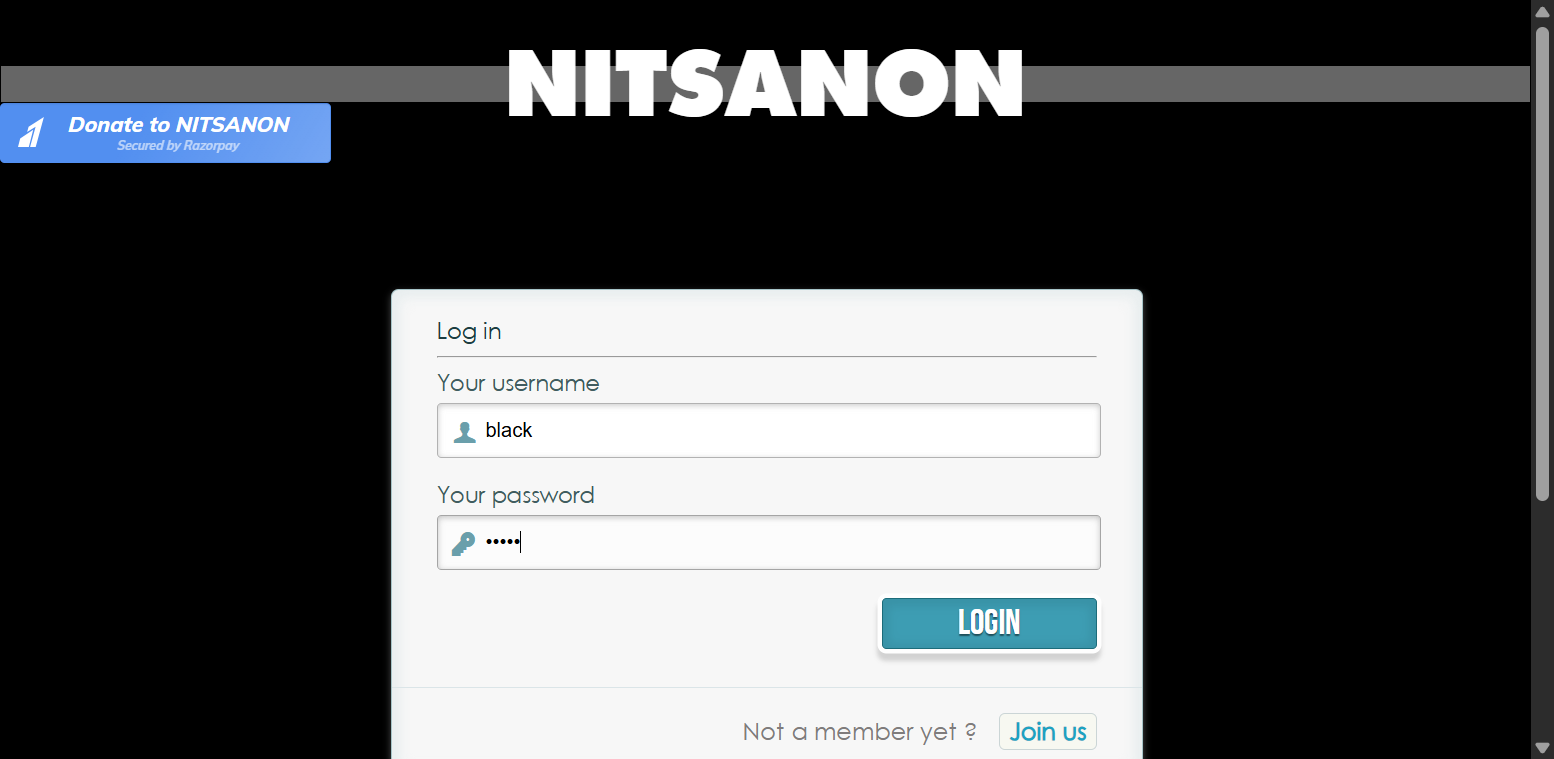 NITSANON
Donate to NITSANON
Secured by Razorpay
Log in
Your username
black
Your password
•••••
LOGIN
Not a member yet ? Join us